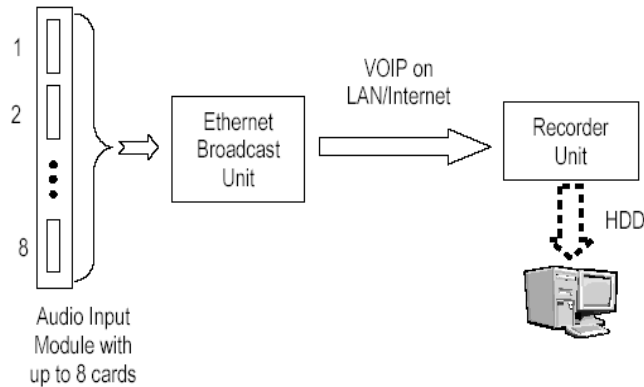 1
2
8
Audio Input
Module with
up to 8 cards
Ethernet
Broadcast
Unit
VOIP on
LAN/Internet
Recorder
Unit
HDD